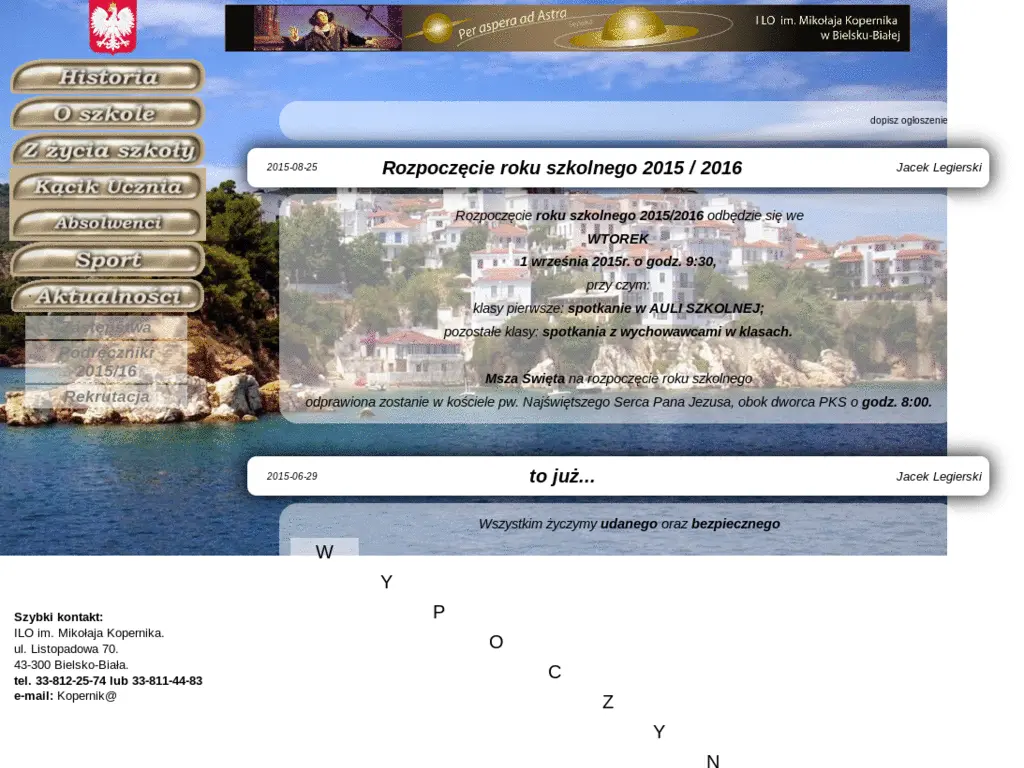 Per aspera ad Astra
I LO im. Mikołaja Kopernika
w Bielsku-Białej
Historia
O szkole
Z życia szkoły
Kącik Ucznia
Absolwenci
Sport
Aktualności
Zastępstwa
Podręczniki
2015/16
Rekrutacja
dopisz ogłoszenie
2015-08-25
Rozpoczęcie roku szkolnego 2015 / 2016
Jacek Legierski
Rozpoczęcie roku szkolnego 2015/2016 odbędzie się we
WTOREK
1 września 2015r. o godz. 9:30,
przy czym:
klasy pierwsze: spotkanie w AULI SZKOLNEJ;
pozostałe klasy: spotkania z wychowawcami w klasach.
Msza Święta na rozpoczęcie roku szkolnego
odprawiona zostanie w kościele pw. Najświętszego Serca Pana Jezusa, obok dworca PKS o godz. 8:00.
2015-06-29
to już...
Jacek Legierski
Wszystkim życzymy udanego oraz bezpiecznego
W
Y
P
O
C
Z
Y
N
Szybki kontakt:
ILO im. Mikołaja Kopernika.
ul. Listopadowa 70.
43-300 Bielsko-Biała.
tel. 33-812-25-74 lub 33-811-44-83
e-mail: Kopernik@